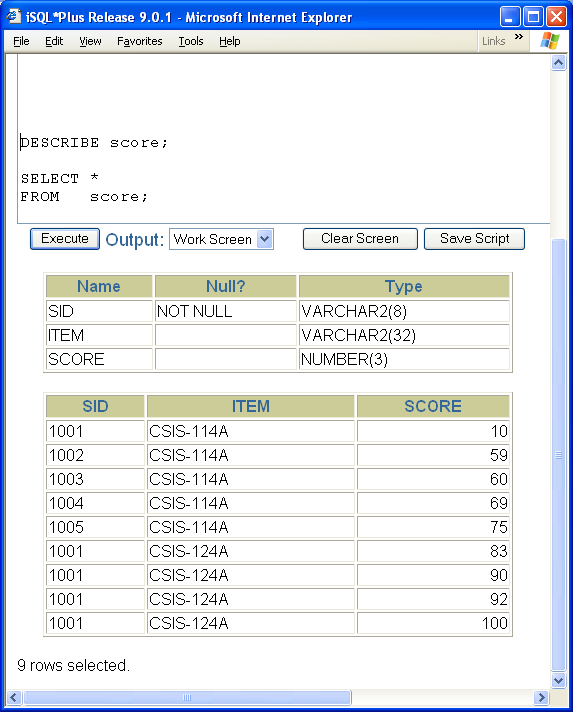 iSQL*Plus Release 9.0.1 - Microsoft Internet Explorer
File Edit View Favorites Tools Help Links »
DESCRIBE score;
SELECT *
FROM score;
Execute Output: Work Screen Clear Screen Save Script
Name Null? Type
SID NOT NULL VARCHAR2(8)
ITEM VARCHAR2(32)
SCORE NUMBER(3)
SID ITEM SCORE
1001 CSIS-114A 10
1002 CSIS-114A 59
1003 CSIS-114A 60
1004 CSIS-114A 69
1005 CSIS-114A 75
1001 CSIS-124A 83
1001 CSIS-124A 90
1001 CSIS-124A 92
1001 CSIS-124A 100
9 rows selected.